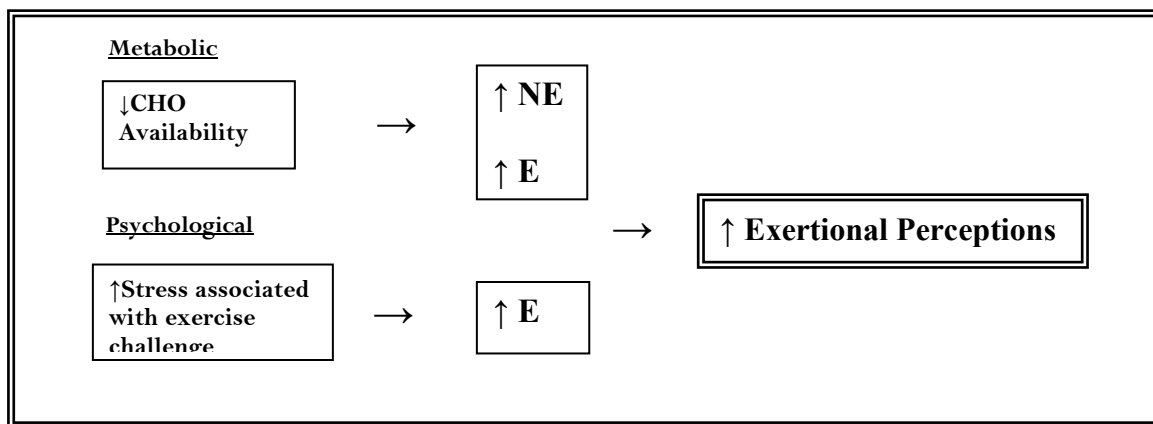 Metabolic
↓CHO
Availability
→
↑ NE
↑ E
Psychological
→
↑ Exertional Perceptions
↑Stress associated
with exercise
challenge
→
↑ E